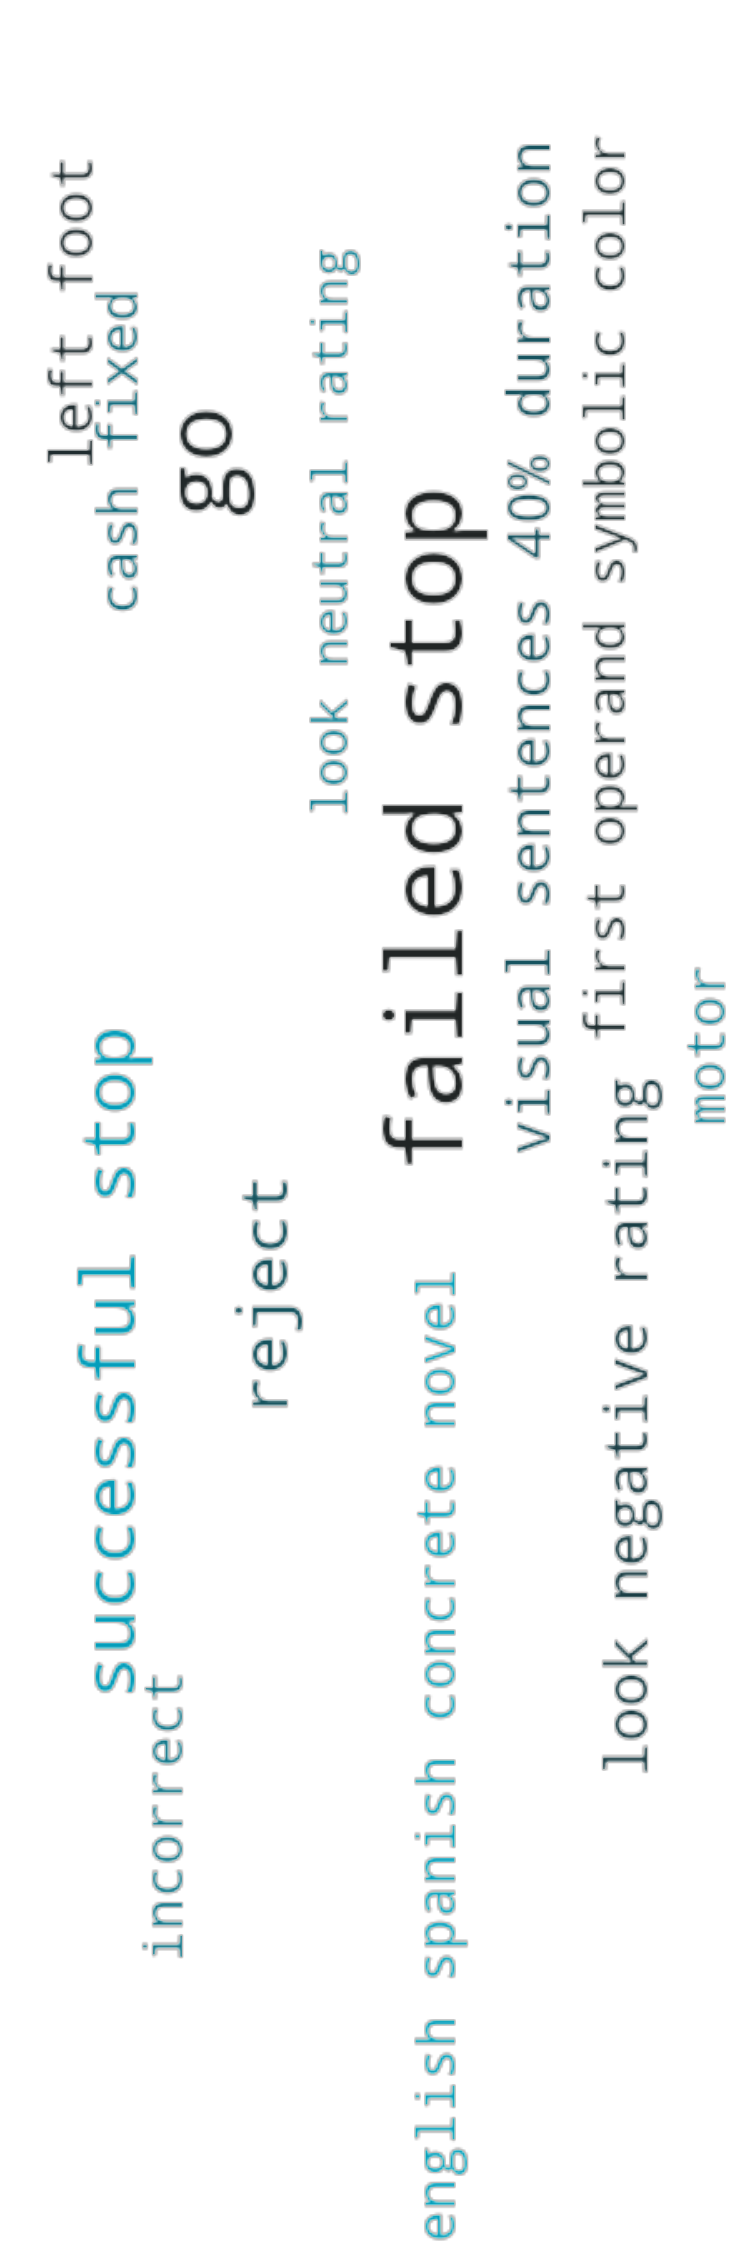 left foot
cash fixed
go
look neutral rating
failed stop
visual sentences 40% duration
first operand symbolic color
motor
successful stop
reject
look negative rating
incorrect
english spanish concrete novel